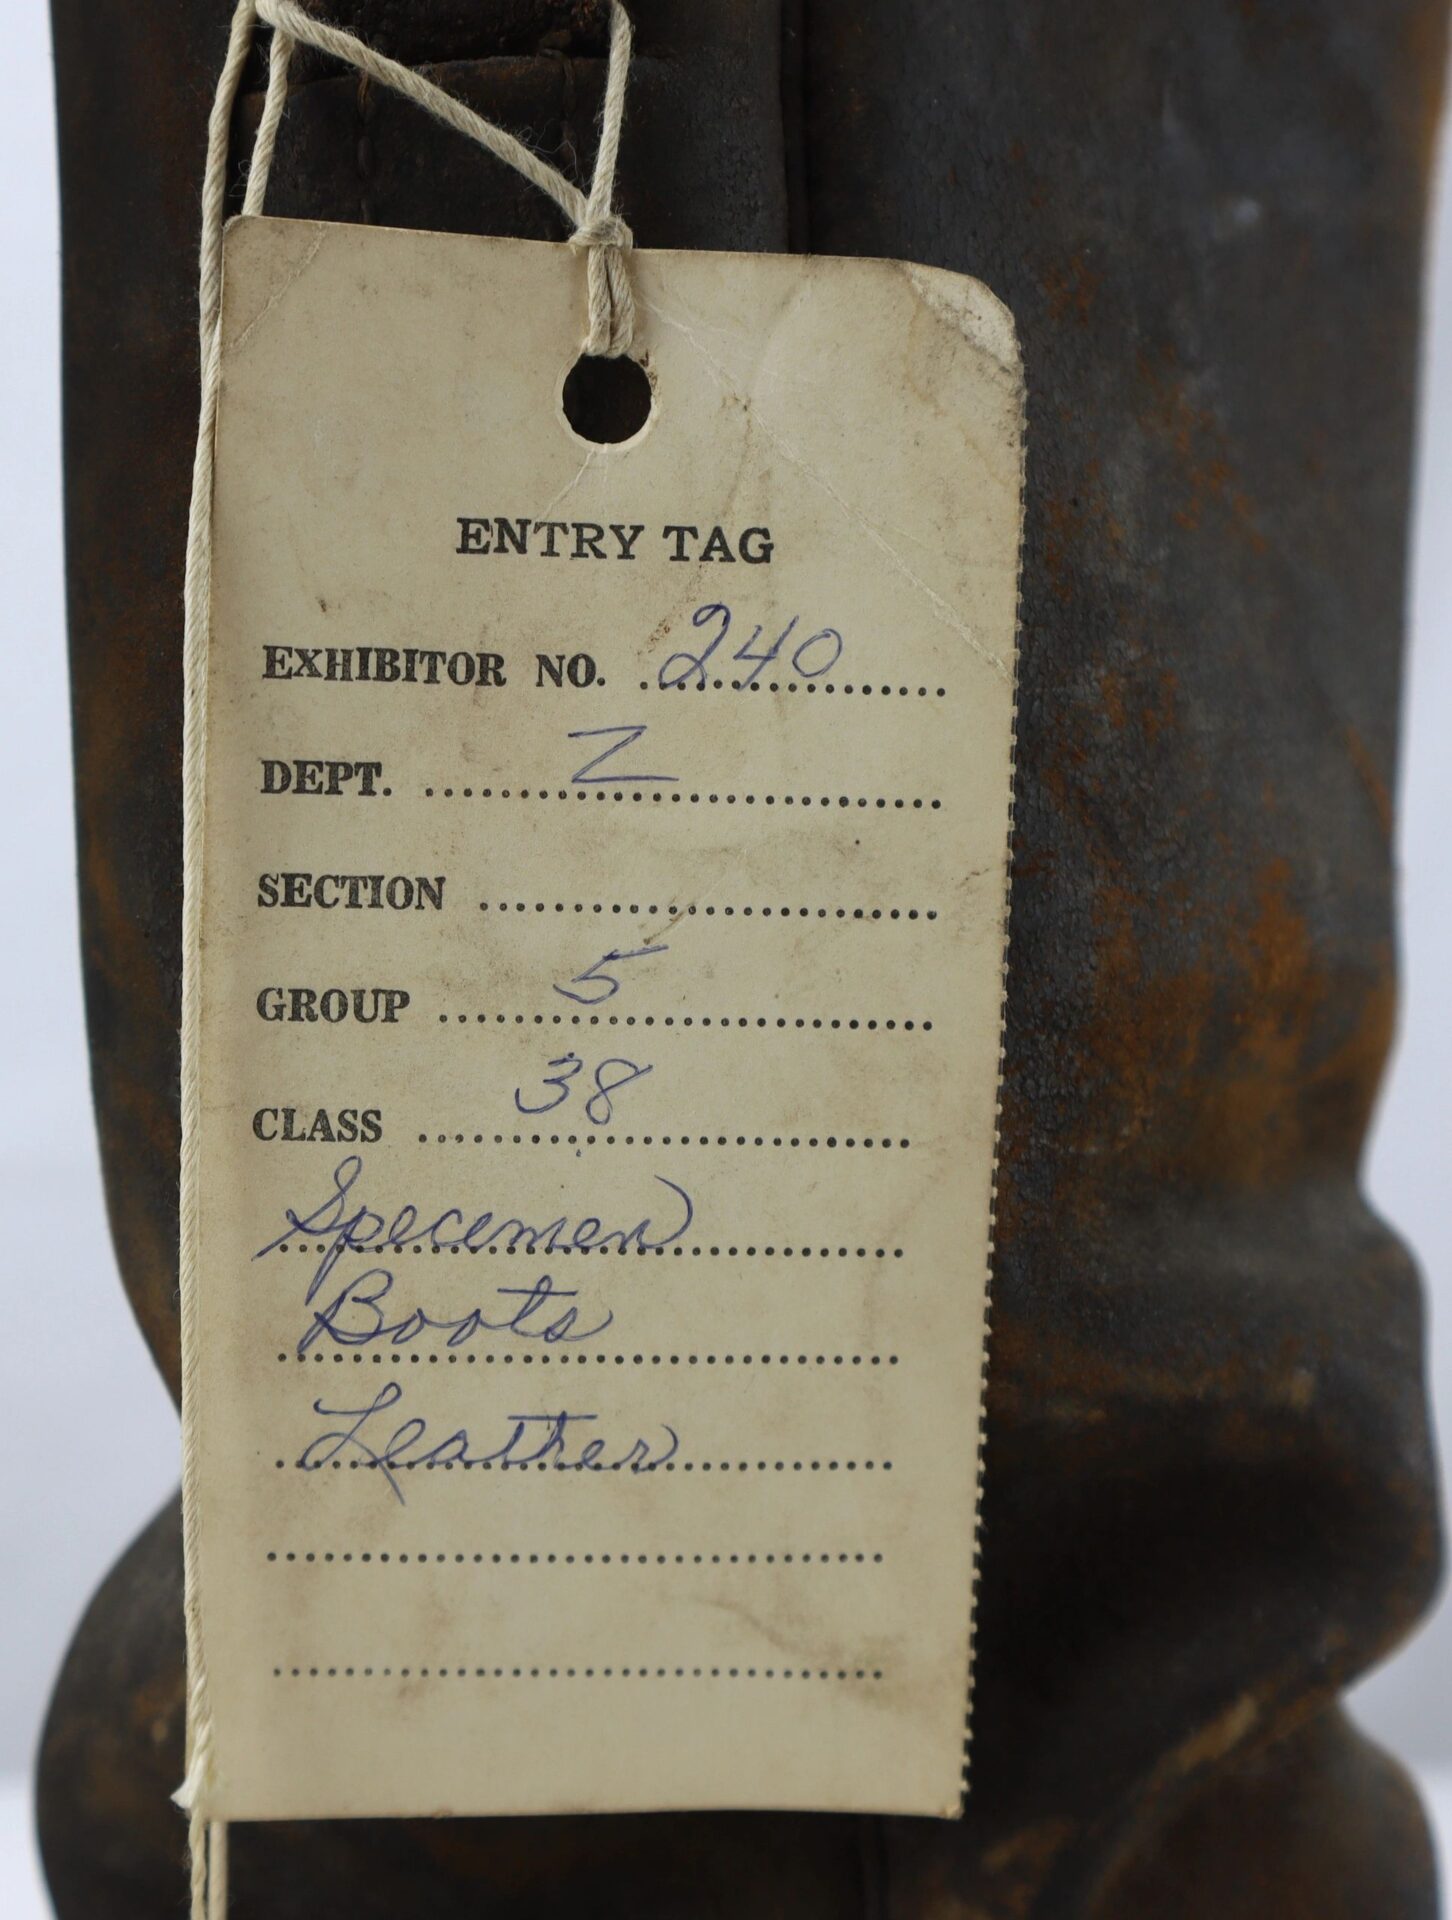 ENTRY TAG
EXHIBITOR NO. 240
DEPT. Z
SECTION
GROUP 5
CLASS 38
Specemen
Boots
Leather